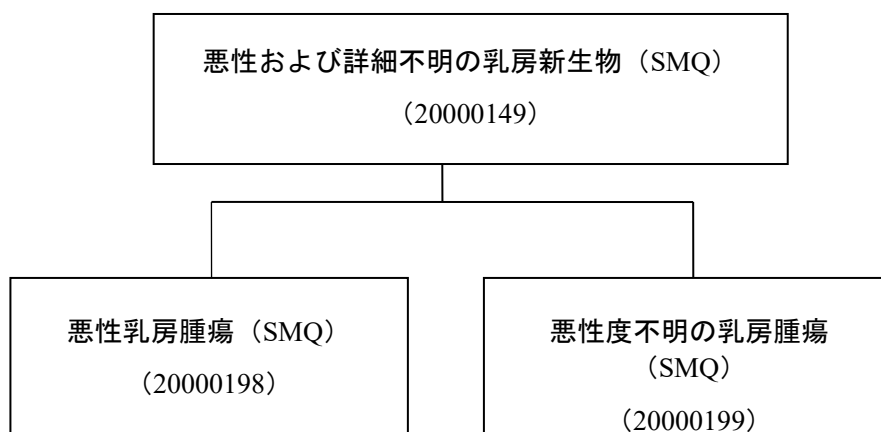 悪性および詳細不明の乳房新生物（SMQ）
（20000149）
悪性乳房腫瘍（SMQ）
（20000198）
悪性度不明の乳房腫瘍
（SMQ）
（20000199）